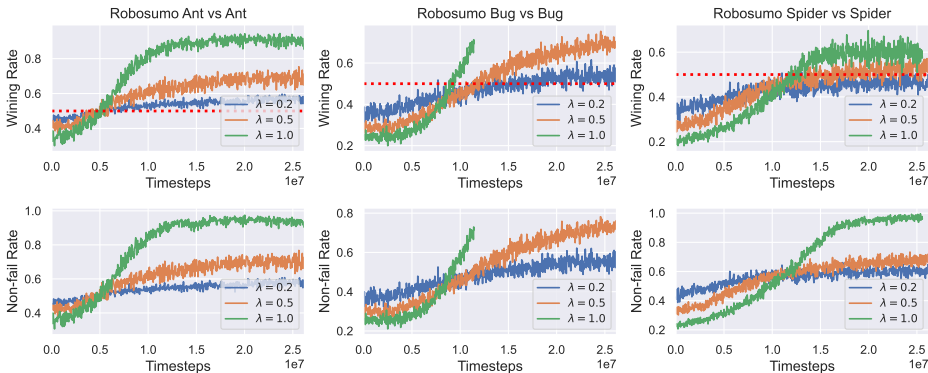 Robosumo Ant vs Ant
Wining Rate
0.8
0.6
0.4
λ = 0.2
λ = 0.5
λ = 1.0
0.0 0.5 1.0 1.5 2.0 2.5
Timesteps 1e7
Robosumo Bug vs Bug
Wining Rate
0.6
0.4
0.2
λ = 0.2
λ = 0.5
λ = 1.0
0.0 0.5 1.0 1.5 2.0 2.5
Timesteps 1e7
Robosumo Spider vs Spider
Wining Rate
0.6
0.4
0.2
λ = 0.2
λ = 0.5
λ = 1.0
0.0 0.5 1.0 1.5 2.0 2.5
Timesteps 1e7
Non-fail Rate
1.0
0.8
0.6
0.4
λ = 0.2
λ = 0.5
λ = 1.0
0.0 0.5 1.0 1.5 2.0 2.5
Timesteps 1e7
Non-fail Rate
0.8
0.6
0.4
0.2
λ = 0.2
λ = 0.5
λ = 1.0
0.0 0.5 1.0 1.5 2.0 2.5
Timesteps 1e7
Non-fail Rate
1.0
0.8
0.6
0.4
0.2
λ = 0.2
λ = 0.5
λ = 1.0
0.0 0.5 1.0 1.5 2.0 2.5
Timesteps 1e7